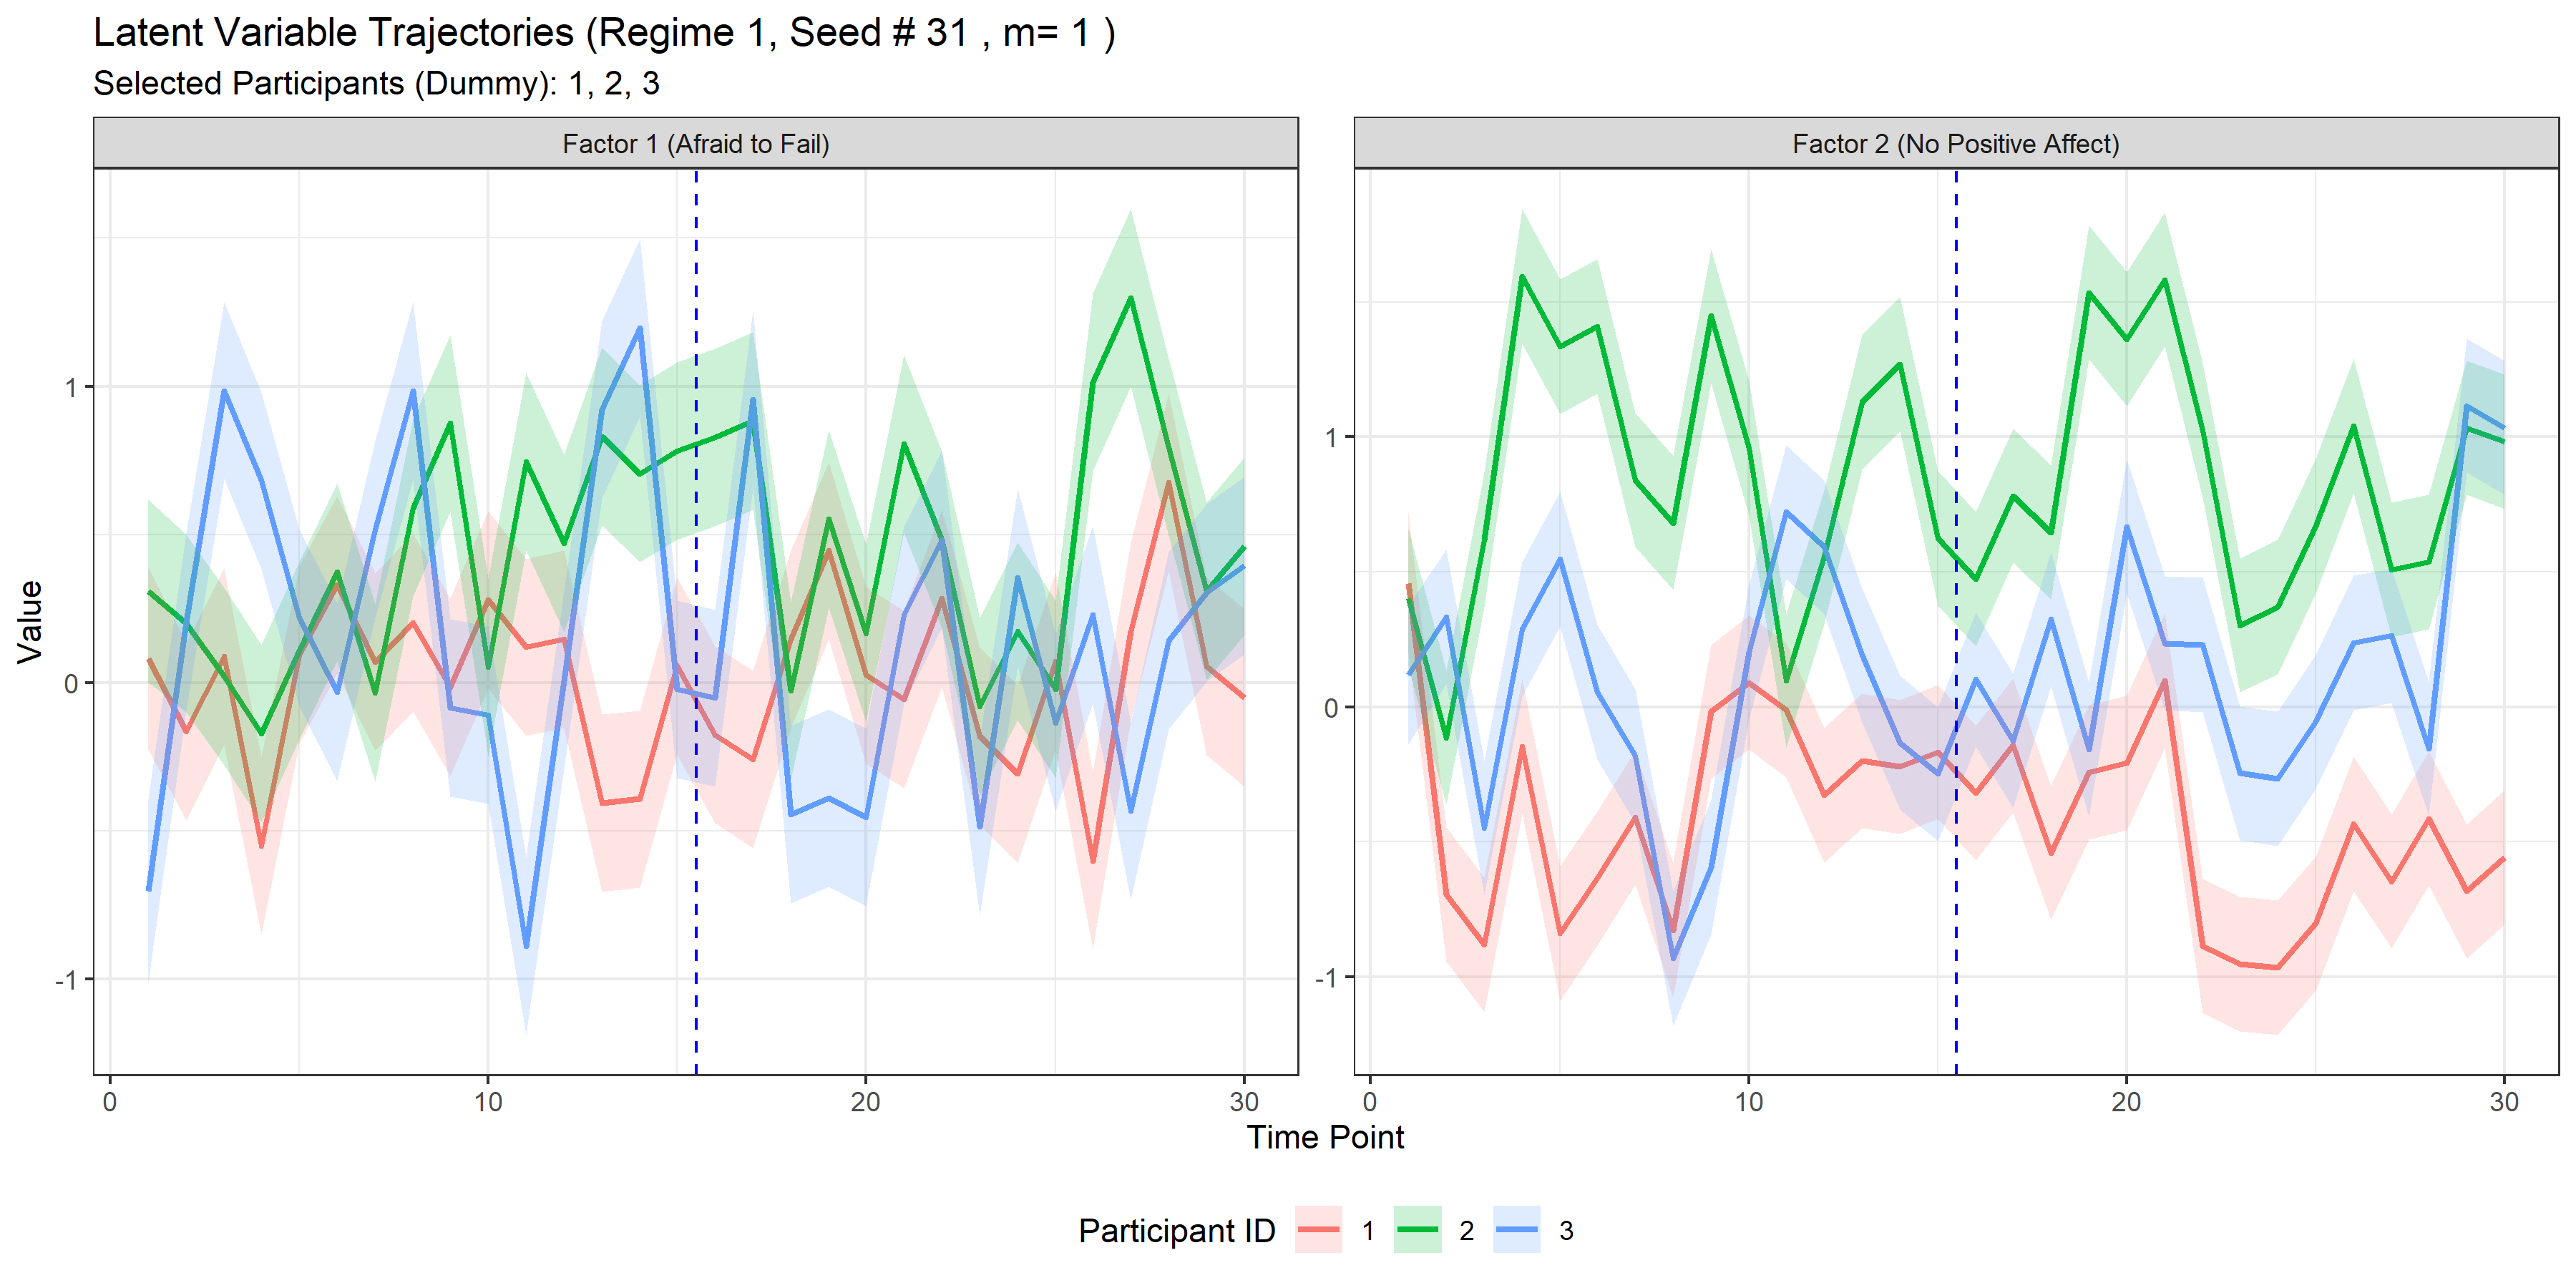 Latent Variable Trajectories (Regime 1, Seed # 31 , m= 1 )
Selected Participants (Dummy): 1, 2, 3
Factor 1 (Afraid to Fail)
Factor 2 (No Positive Affect)
Value
1
0
-1
1
0
-1
0 10 20 30
0 10 20 30
Time Point
Participant ID 1 2 3